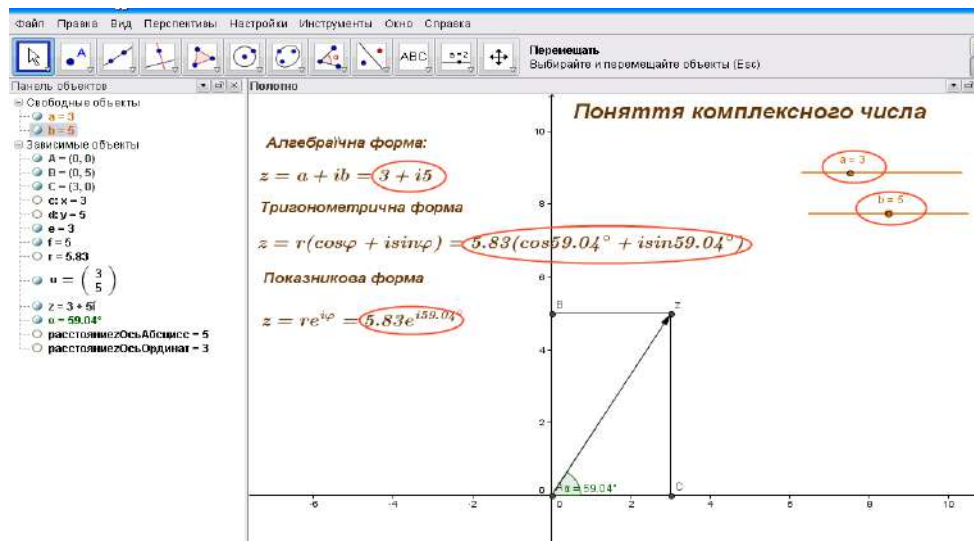 Файл Правка Вид Перспективы Настройки Инструменты Окно Справка
ABC a=2
Перемещать
Выбирайте и перемещайте объекты (Esc)
Панель объектов
Полотно
Свободные объекты
a = 3
b = 5
Зависимые объекты
A = (0, 0)
B = (0, 5)
C = (3, 0)
c: x = 3
d: y = 5
e = 3
f = 5
r = 5.83
u = (3 5)
z = 3 + 5i
α = 59.04°
расстояниеzОсьАбсцисс = 5
расстояниеzОсьОрдинат = 3
Поняття комплексного числа
Алгебраїчна форма:
z = a + ib = 3 + i5
Тригонометрична форма
z = r(cosφ + isinφ) = 5.83(cos59.04° + isin59.04°)
Показникова форма
z = re^{iφ} = 5.83e^{i59.04°}
a = 3
b = 5
10
8
6
4
2
0
B
z
A
α = 59.04°
C
-6 -4 -2 0 2 4 6 8 10